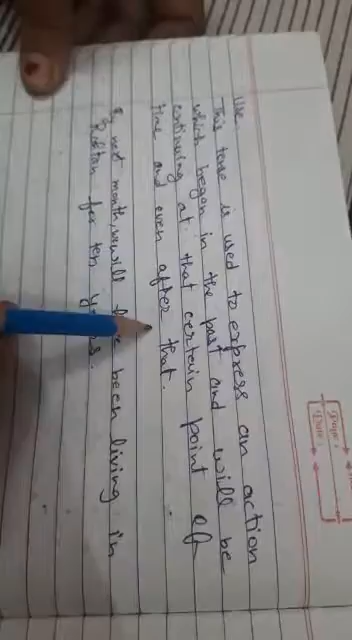 Use.
This tense is used to express an action
which began in the past and will be
continuing at that certain point of
time and even after that.
By next month, we will have been living in
for ten years.
Page:
Date: